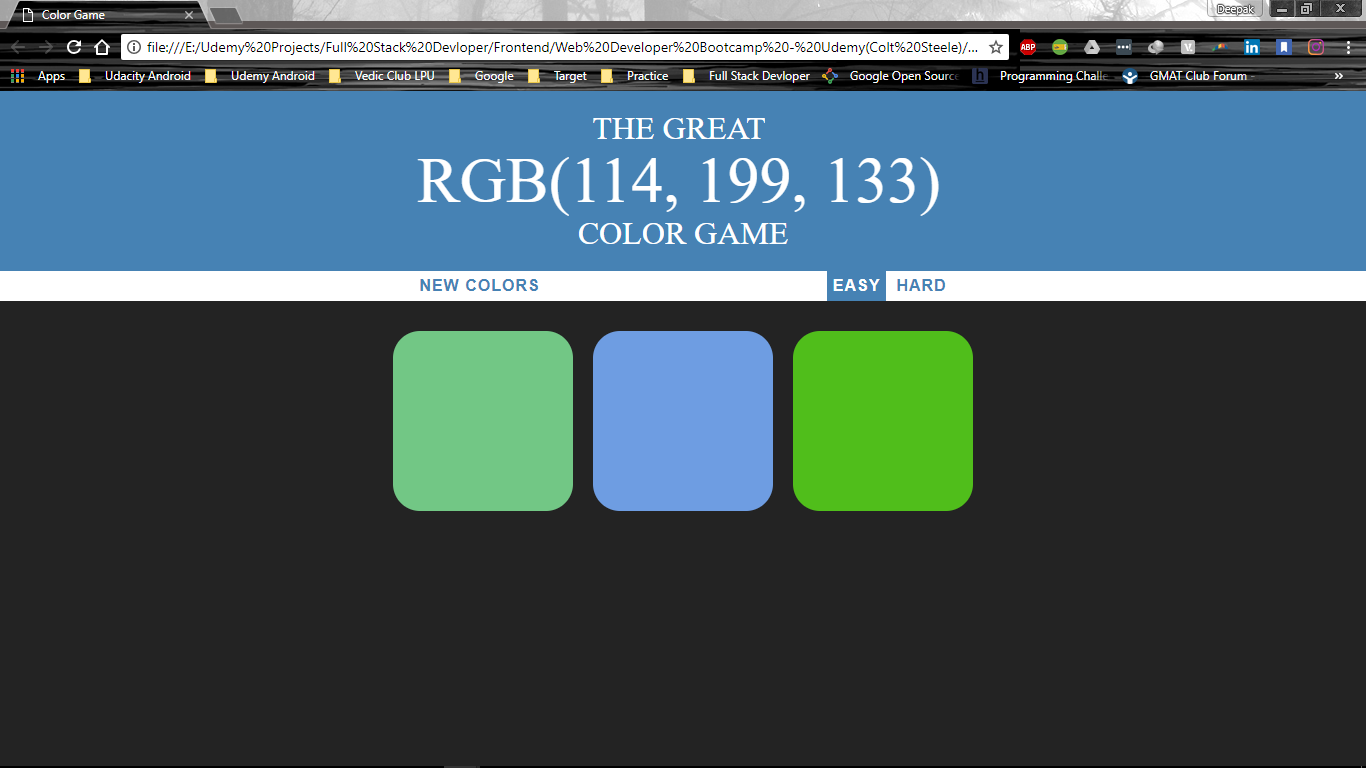 Color Game
Deepak
file:///E:/Udemy%20Projects/Full%20Stack%20Devloper/Frontend/Web%20Developer%20Bootcamp%20-%20Udemy(Colt%20Steele)/...
ABP
Apps Udacity Android Udemy Android Vedic Club LPU Google Target Practice Full Stack Devloper Google Open Source Programming Challe GMAT Club Forum - »
THE GREAT
RGB(114, 199, 133)
COLOR GAME
NEW COLORS EASY HARD